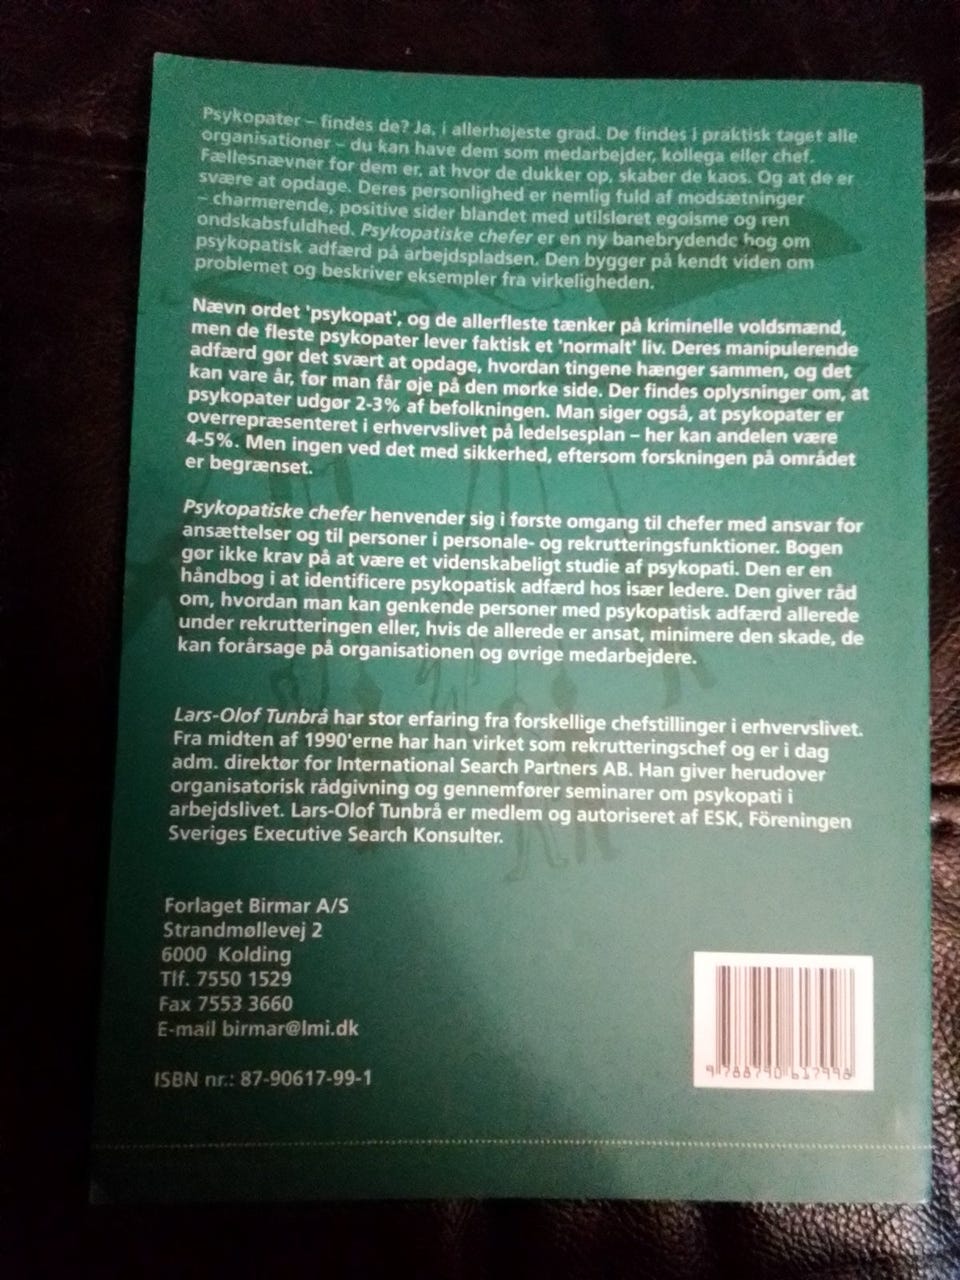 Psykopater – findes de? Ja, i allerhøjeste grad. De findes i praktisk taget alle
organisationer – du kan have dem som medarbejder, kollega eller chef.
Fællesnævner for dem er, at hvor de dukker op, skaber de kaos. Og at de er
svære at opdage. Deres personlighed er nemlig fuld af modsætninger
– charmerende, positive sider blandet med utilsløret egoisme og ren
ondskabsfuldhed. Psykopatiske chefer er en ny banebrydende bog om
psykopatisk adfærd på arbejdspladsen. Den bygger på kendt viden om
problemet og beskriver eksempler fra virkeligheden.
Nævn ordet 'psykopat', og de allerfleste tænker på kriminelle voldsmænd,
men de fleste psykopater lever faktisk et 'normalt' liv. Deres manipulerende
adfærd gør det svært at opdage, hvordan tingene hænger sammen, og det
kan vare år, før man får øje på den mørke side. Der findes oplysninger om, at
psykopater udgør 2-3% af befolkningen. Man siger også, at psykopater er
overrepræsenteret i erhvervslivet på ledelsesplan – her kan andelen være
4-5%. Men ingen ved det med sikkerhed, eftersom forskningen på området
er begrænset.
Psykopatiske chefer henvender sig i første omgang til chefer med ansvar for
ansættelser og til personer i personale- og rekrutteringsfunktioner. Bogen
gør ikke krav på at være et videnskabeligt studie af psykopati. Den er en
håndbog i at identificere psykopatisk adfærd hos især ledere. Den giver råd
om, hvordan man kan genkende personer med psykopatisk adfærd allerede
under rekrutteringen eller, hvis de allerede er ansat, minimere den skade, de
kan forårsage på organisationen og øvrige medarbejdere.
Lars-Olof Tunbrå har stor erfaring fra forskellige chefstillinger i erhvervslivet.
Fra midten af 1990'erne har han virket som rekrutteringschef og er i dag
adm. direktør for International Search Partners AB. Han giver herudover
organisatorisk rådgivning og gennemfører seminarer om psykopati i
arbejdslivet. Lars-Olof Tunbrå er medlem og autoriseret af ESK, Föreningen
Sveriges Executive Search Konsulter.
Forlaget Birmar A/S
Strandmøllevej 2
6000 Kolding
Tlf. 7550 1529
Fax 7553 3660
E-mail birmar@lmi.dk
ISBN nr.: 87-90617-99-1
9 788790 617998